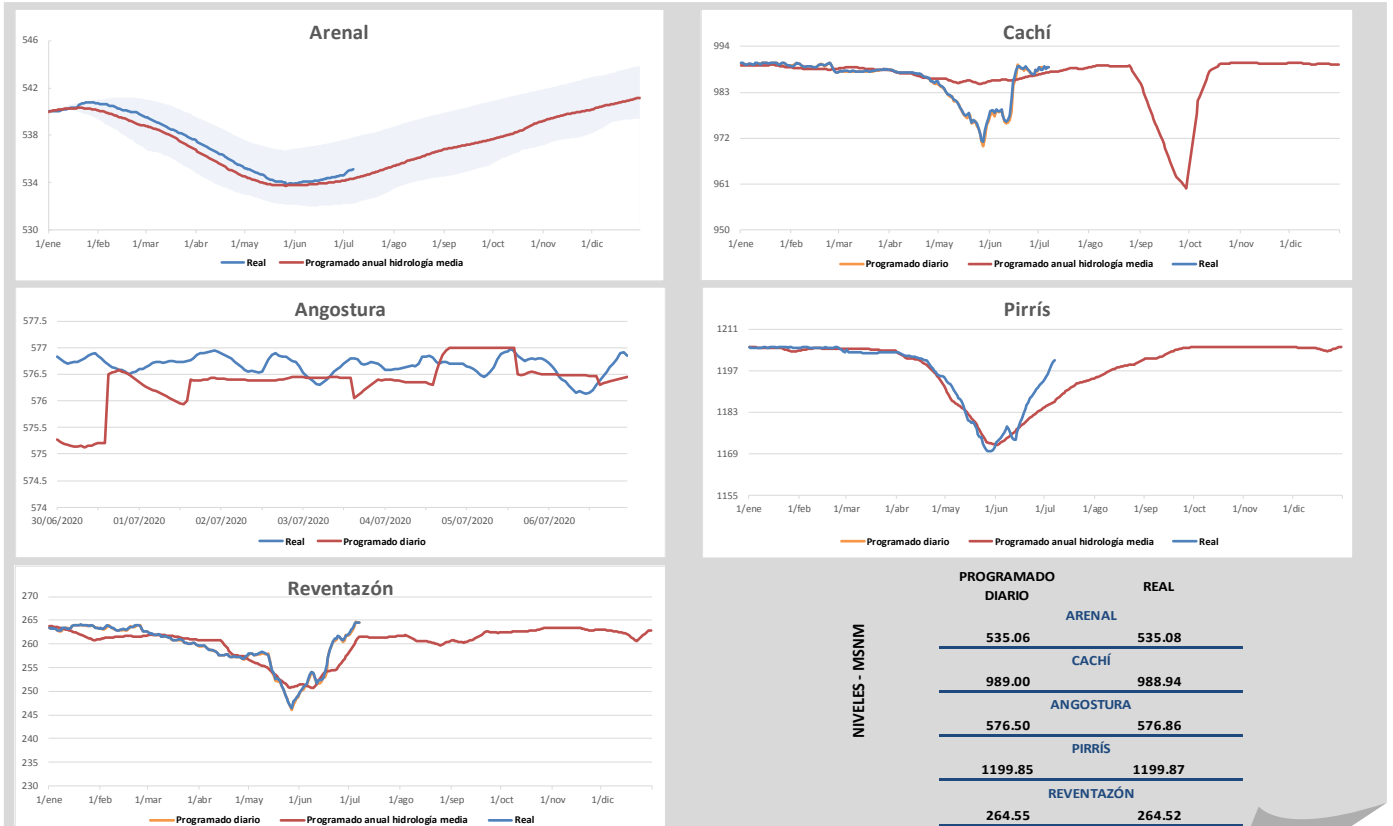 Arenal
546
542
538
534
530
1/ene 1/feb 1/mar 1/abr 1/may 1/jun 1/jul 1/ago 1/sep 1/oct 1/nov 1/dic
Real Programado anual hidrología media
Cachí
994
983
972
961
950
1/ene 1/feb 1/mar 1/abr 1/may 1/jun 1/jul 1/ago 1/sep 1/oct 1/nov 1/dic
Programado diario Programado anual hidrología media Real
Angostura
577.5
577
576.5
576
575.5
575
574.5
574
30/06/2020 01/07/2020 02/07/2020 03/07/2020 04/07/2020 05/07/2020 06/07/2020
Real Programado diario
Pirrís
1211
1197
1183
1169
1155
1/ene 1/feb 1/mar 1/abr 1/may 1/jun 1/jul 1/ago 1/sep 1/oct 1/nov 1/dic
Programado diario Programado anual hidrología media Real
Reventazón
270
265
260
255
250
245
240
235
230
1/ene 1/feb 1/mar 1/abr 1/may 1/jun 1/jul 1/ago 1/sep 1/oct 1/nov 1/dic
Programado diario Programado anual hidrología media Real
NIVELES - MSNM
PROGRAMADO
DIARIO
REAL
ARENAL
535.06 535.08
CACHÍ
989.00 988.94
ANGOSTURA
576.50 576.86
PIRRÍS
1199.85 1199.87
REVENTAZÓN
264.55 264.52